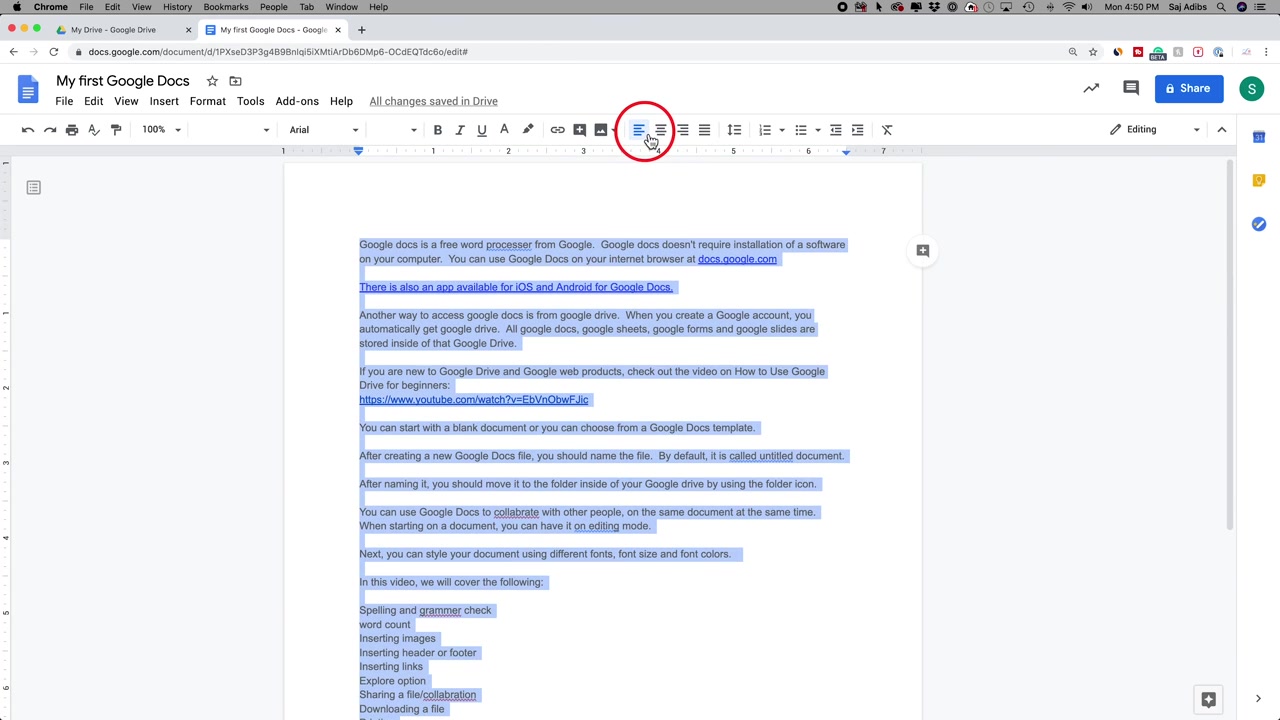 Chrome File Edit View History Bookmarks People Tab Window Help Mon 4:50 PM Saj Adibs
My Drive - Google Drive My first Google Docs - Google
docs.google.com/document/d/1PXseD3P3g4B9BnIqi5iXMtiArDb6DMp6-OCdEQTdc6o/edit#
BETA
My first Google Docs
File Edit View Insert Format Tools Add-ons Help All changes saved in Drive
Share
S
100% Arial B I U A Editing
1 1 2 3 4 5 6 7
31
Google docs is a free word processer from Google. Google docs doesn't require installation of a software
on your computer. You can use Google Docs on your internet browser at docs.google.com
There is also an app available for iOS and Android for Google Docs.
Another way to access google docs is from google drive. When you create a Google account, you
automatically get google drive. All google docs, google sheets, google forms and google slides are
stored inside of that Google Drive.
If you are new to Google Drive and Google web products, check out the video on How to Use Google
Drive for beginners:
https://www.youtube.com/watch?v=EbVnObwFJic
You can start with a blank document or you can choose from a Google Docs template.
After creating a new Google Docs file, you should name the file. By default, it is called untitled document.
After naming it, you should move it to the folder inside of your Google drive by using the folder icon.
You can use Google Docs to collabrate with other people, on the same document at the same time.
When starting on a document, you can have it on editing mode.
Next, you can style your document using different fonts, font size and font colors.
In this video, we will cover the following:
Spelling and grammer check
word count
Inserting images
Inserting header or footer
Inserting links
Explore option
Sharing a file/collabration
Downloading a file